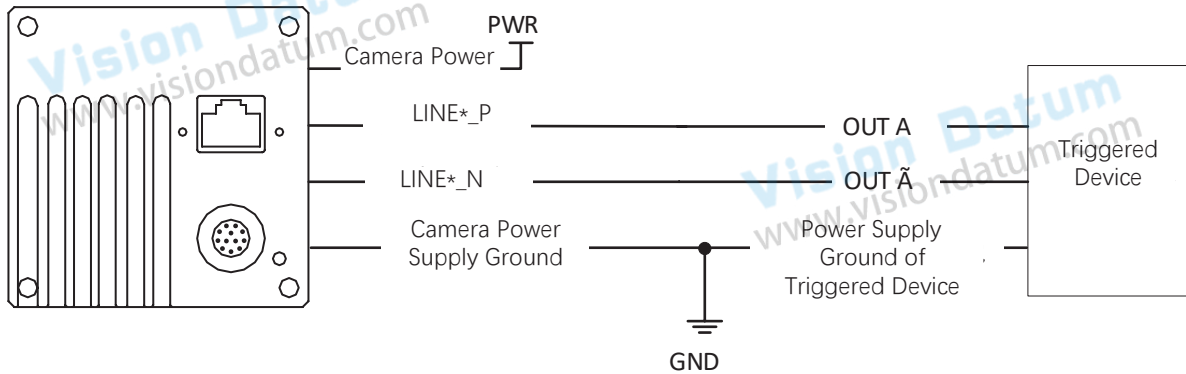 Vision Datum
www.visiondatum.com
PWR
Camera Power
LINE*_P
OUT A
LINE*_N
OUT Ã
Camera Power
Supply Ground
Power Supply
Ground of
Triggered Device
Triggered
Device
Vision Datum
www.visiondatum.com
GND